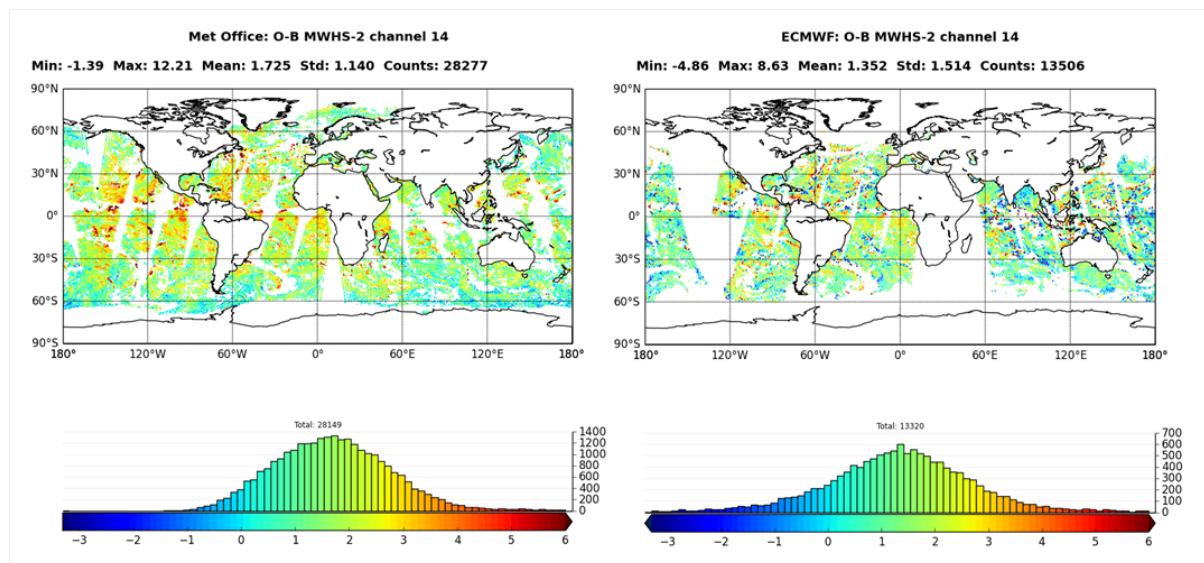 Met Office: O-B MWHS-2 channel 14
Min: -1.39 Max: 12.21 Mean: 1.725 Std: 1.140 Counts: 28277
90°N
60°N
30°N
0°
30°S
60°S
90°S
180° 120°W 60°W 0° 60°E 120°E 180°
Total: 28149
1400
1200
1000
800
600
400
200
0
−3 −2 −1 0 1 2 3 4 5 6
ECMWF: O-B MWHS-2 channel 14
Min: -4.86 Max: 8.63 Mean: 1.352 Std: 1.514 Counts: 13506
90°N
60°N
30°N
0°
30°S
60°S
90°S
180° 120°W 60°W 0° 60°E 120°E 180°
Total: 13320
700
600
500
400
300
200
100
0
−3 −2 −1 0 1 2 3 4 5 6